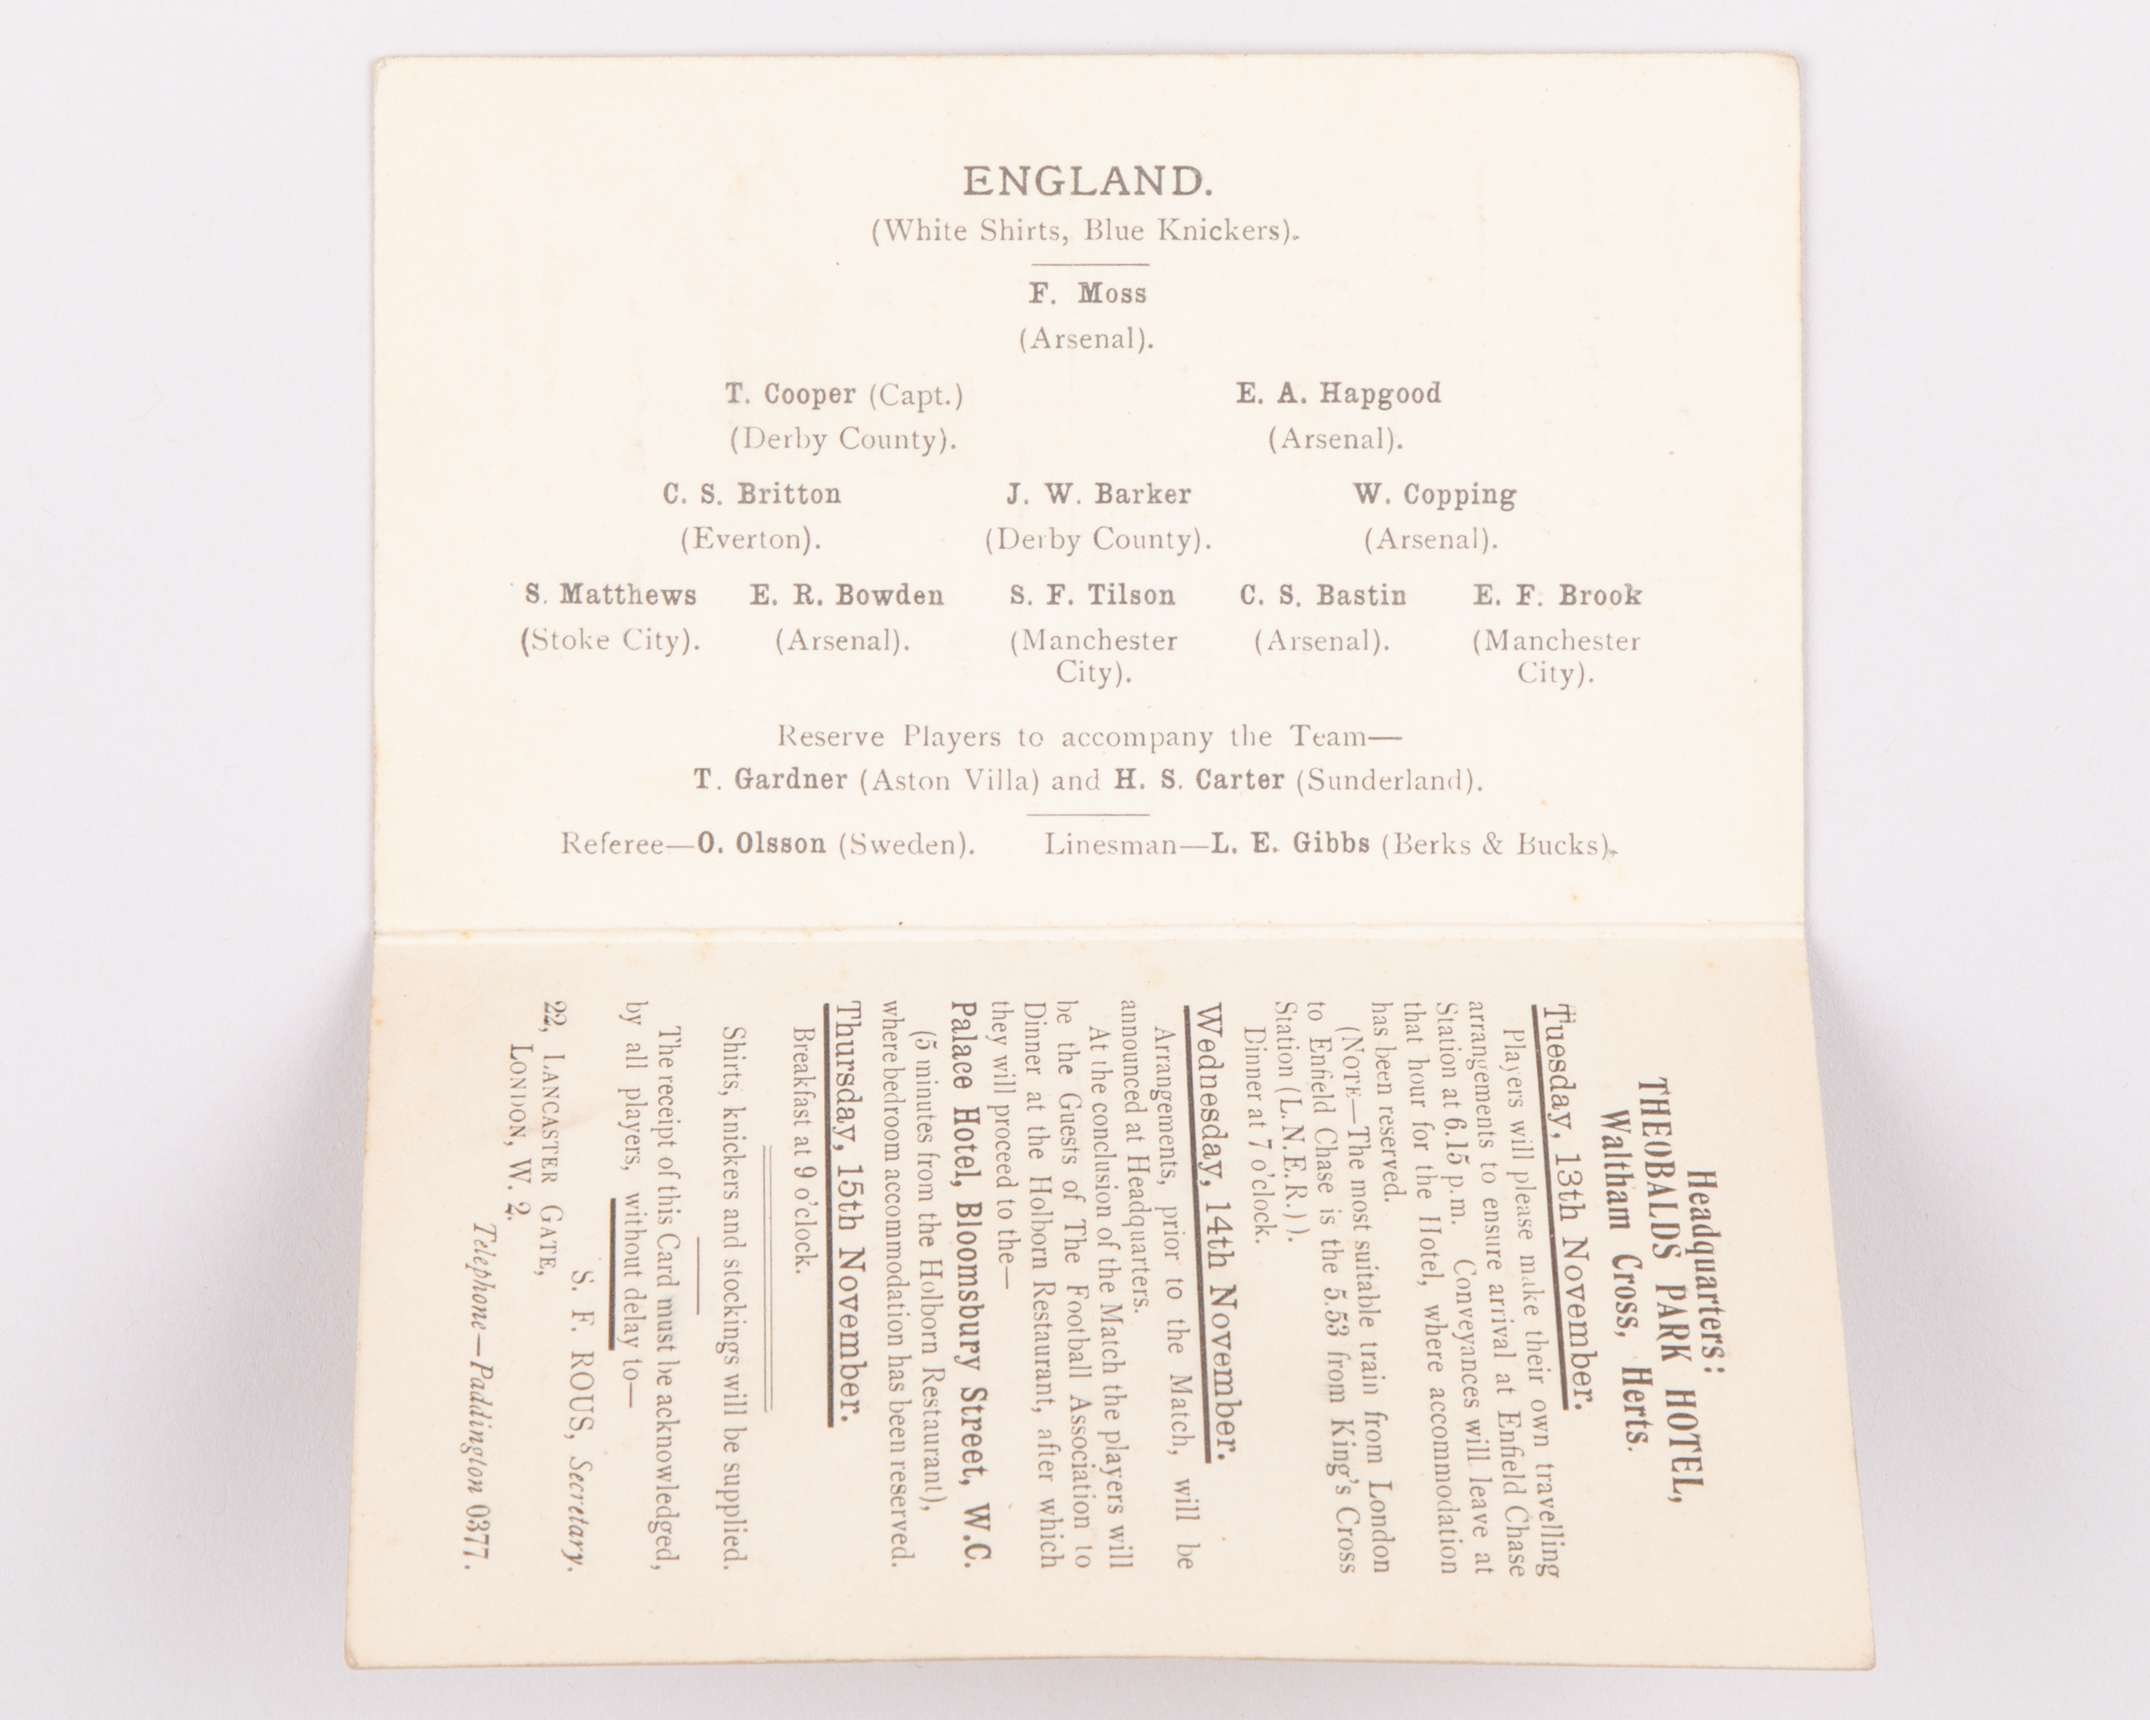 ENGLAND.
(White Shirts, Blue Knickers).
F. Moss
(Arsenal).
T. Cooper (Capt.) E. A. Hapgood
(Derby County). (Arsenal).
C. S. Britton J. W. Barker W. Copping
(Everton). (Derby County). (Arsenal).
S. Matthews E. R. Bowden S. F. Tilson C. S. Bastin E. F. Brook
(Stoke City). (Arsenal). (Manchester (Arsenal). (Manchester
City). City).
Reserve Players to accompany the Team—
T. Gardner (Aston Villa) and H. S. Carter (Sunderland).
Referee—O. Olsson (Sweden). Linesman—L. E. Gibbs (Berks & Bucks).
Headquarters:
THEOBALDS PARK HOTEL,
Waltham Cross, Herts.
Tuesday, 13th November.
Players will please make their own travelling
arrangements to ensure arrival at Enfield Chase
Station at 6.15 p.m. Conveyances will leave at
that hour for the Hotel, where accommodation
has been reserved.
(NOTE—The most suitable train from London
to Enfield Chase is the 5.53 from King's Cross
Station (L.N.E.R.) ).
Dinner at 7 o'clock.
Wednesday, 14th November.
Arrangements, prior to the Match, will be
announced at Headquarters.
At the conclusion of the Match the players will
be the Guests of The Football Association to
Dinner at the Holborn Restaurant, after which
they will proceed to the—
Palace Hotel, Bloomsbury Street, W.C.
(5 minutes from the Holborn Restaurant),
where bedroom accommodation has been reserved.
Thursday, 15th November.
Breakfast at 9 o'clock.
Shirts, knickers and stockings will be supplied.
The receipt of this Card must be acknowledged,
by all players, without delay to—
S. F. ROUS, Secretary.
22, LANCASTER GATE,
LONDON, W. 2.
Telephone—Paddington 0377.